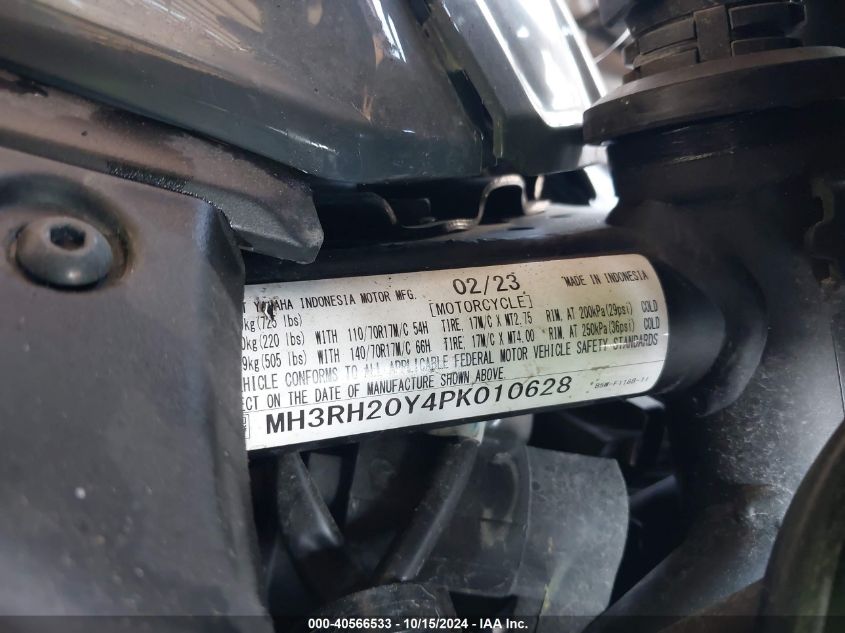 YAMAHA INDONESIA MOTOR MFG. 02/23 MADE IN INDONESIA
kg(725 lbs) [MOTORCYCLE]
kg(220 lbs) WITH 110/70R17M/C 54H TIRE, 17M/C X MT2.75 RIM, AT 200kPa(29psi) COLD
9kg(505 lbs) WITH 140/70R17M/C 66H TIRE, 17M/C X MT4.00 RIM, AT 250kPa(36psi) COLD
HICLE CONFORMS TO ALL APPLICABLE FEDERAL MOTOR VEHICLE SAFETY STANDARDS
ECT ON THE DATE OF MANUFACTURE SHOWN ABOVE.
MH3RH20Y4PK010628
000-40566533 - 10/15/2024 - IAA Inc.